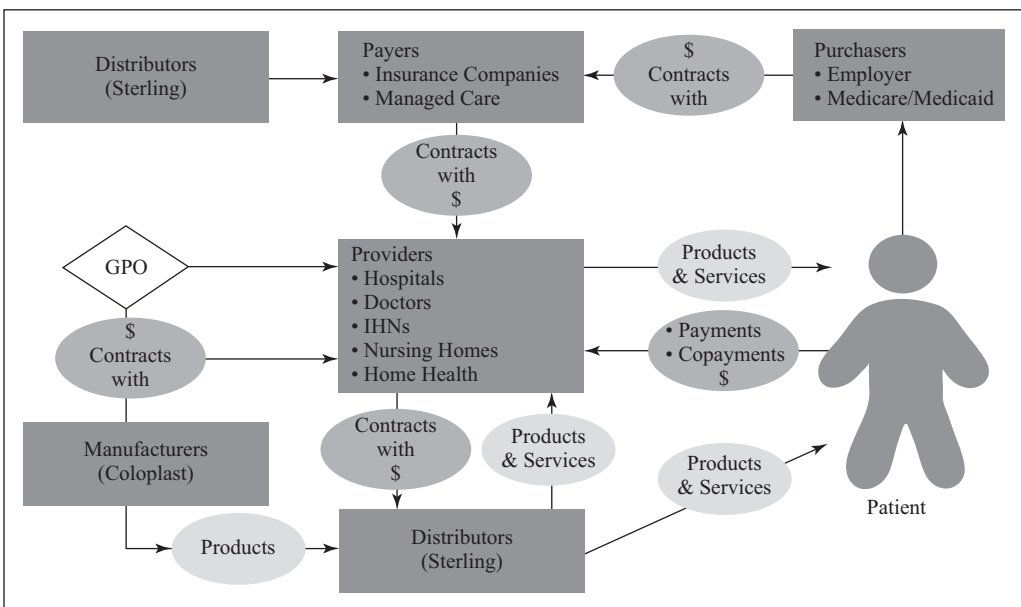 Distributors
(Sterling)
Payers
• Insurance Companies
• Managed Care
$
Contracts
with
Purchasers
• Employer
• Medicare/Medicaid
Contracts
with
$
GPO
Providers
• Hospitals
• Doctors
• IHNs
• Nursing Homes
• Home Health
Products
& Services
$
Contracts
with
• Payments
• Copayments
$
Manufacturers
(Coloplast)
Contracts
with
$
Products
& Services
Products
& Services
Patient
Products
Distributors
(Sterling)